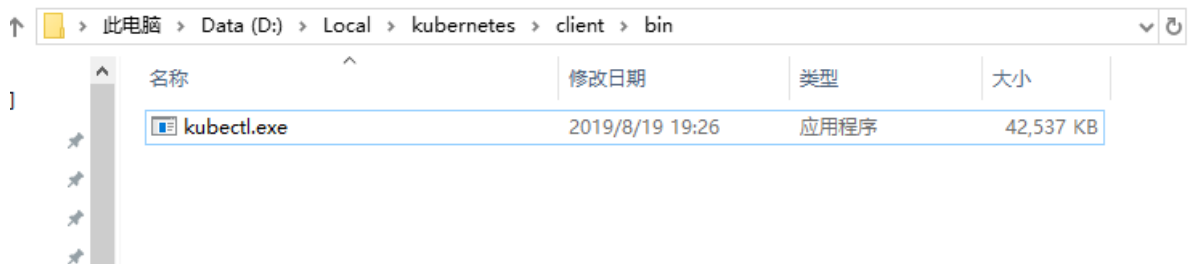 此电脑 > Data (D:) > Local > kubernetes > client > bin
名称 修改日期 类型 大小
kubectl.exe 2019/8/19 19:26 应用程序 42,537 KB